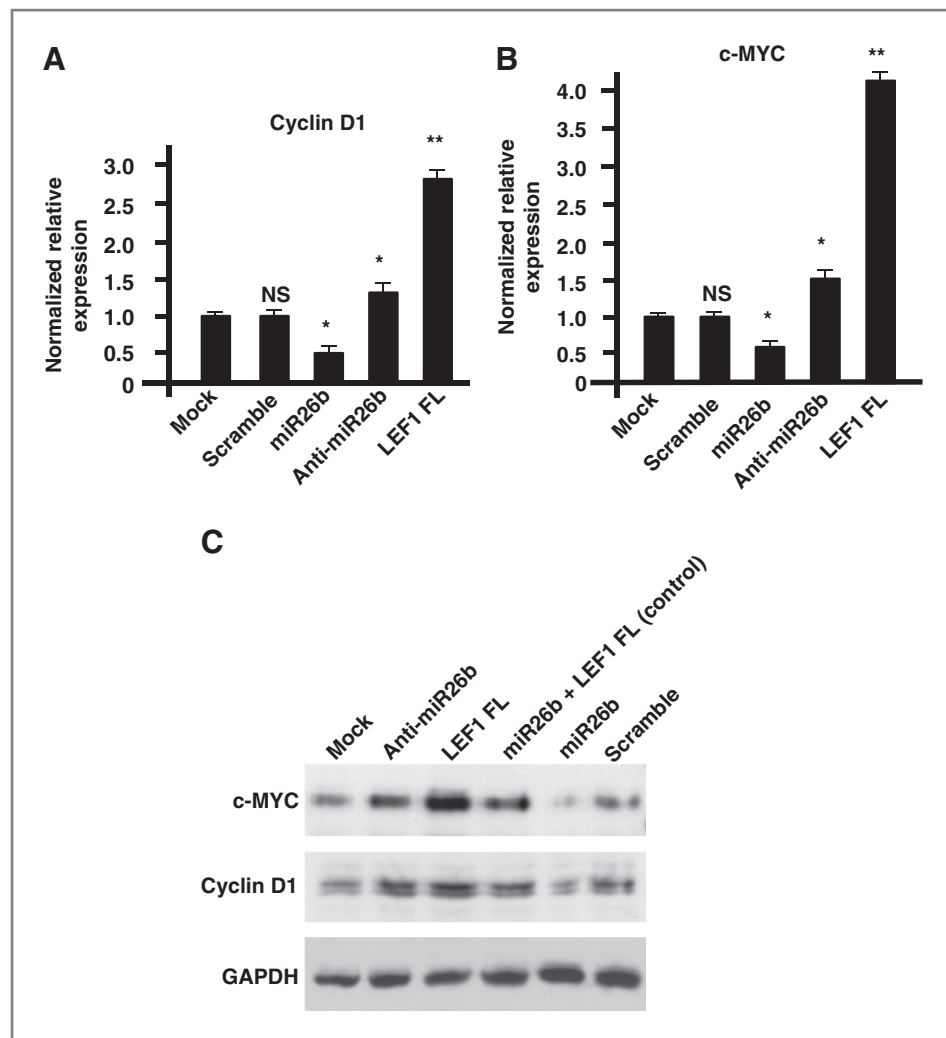 A
Cyclin D1
Normalized relative
expression
3.0
2.5
2.0
1.5
1.0
0.5
0
NS
*
*
**
Mock
Scramble
miR26b
Anti-miR26b
LEF1 FL
B
c-MYC
Normalized relative
expression
4.0
3.5
3.0
2.5
2.0
1.5
1.0
0.5
0
NS
*
*
**
Mock
Scramble
miR26b
Anti-miR26b
LEF1 FL
C
Mock
Anti-miR26b
LEF1 FL
miR26b + LEF1 FL (control)
miR26b
Scramble
c-MYC
Cyclin D1
GAPDH